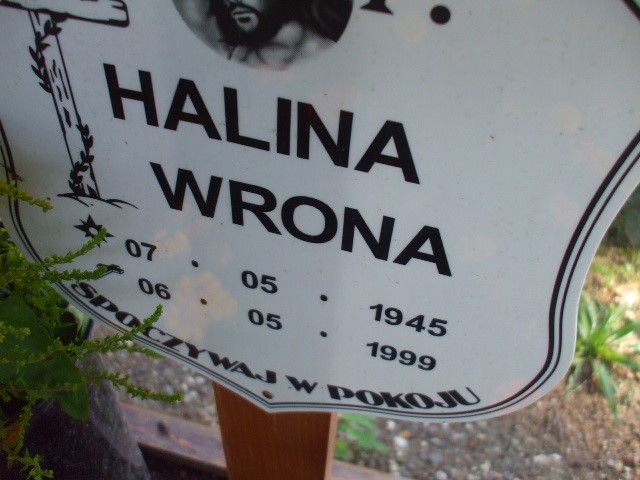 HALINA
WRONA
07 . 05 . 1945
06 . 05 . 1999
SPOCZYWAJ W POKOJU